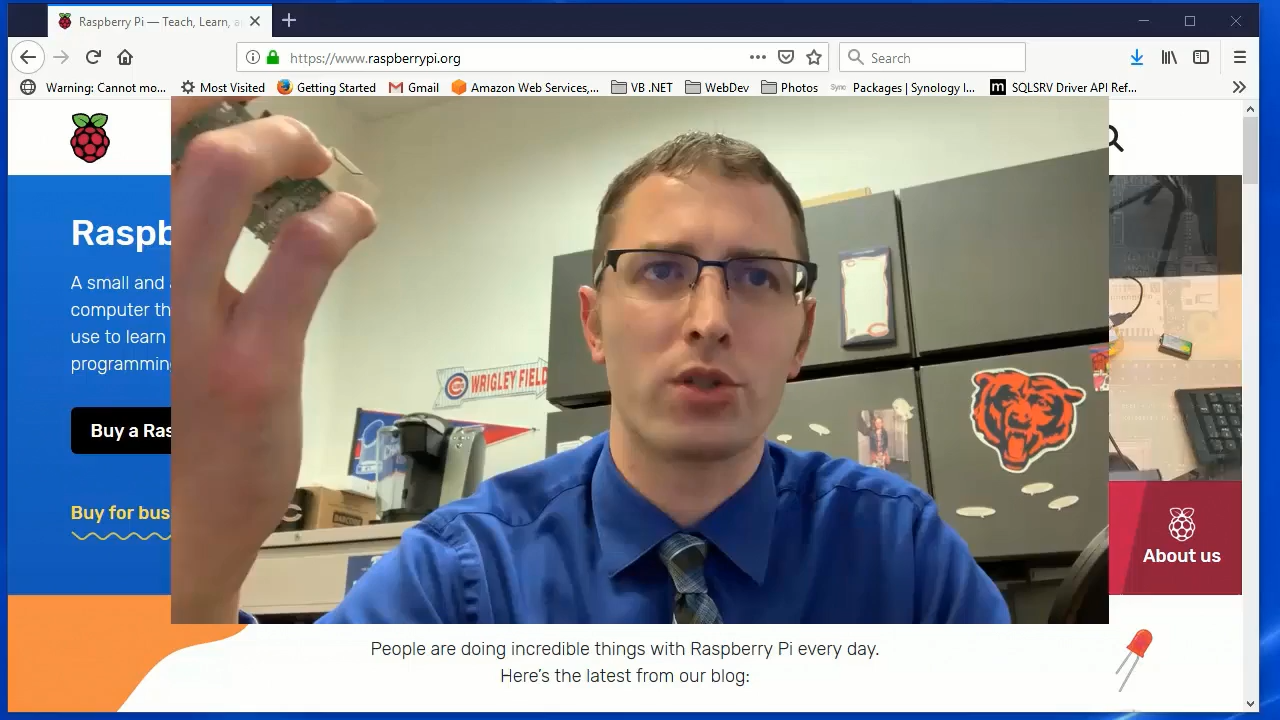 Raspberry Pi — Teach, Learn, a
https://www.raspberrypi.org
Search
Warning: Cannot mo...
Most Visited
Getting Started
Gmail
Amazon Web Services,...
VB .NET
WebDev
Photos
Sync
Packages | Synology I...
m
SQLSRV Driver API Ref...
Raspb
A small and
computer th
use to learn
programmin
WRIGLEY FIELD
Buy a Ras
Buy for bus
About us
People are doing incredible things with Raspberry Pi every day.
Here's the latest from our blog: